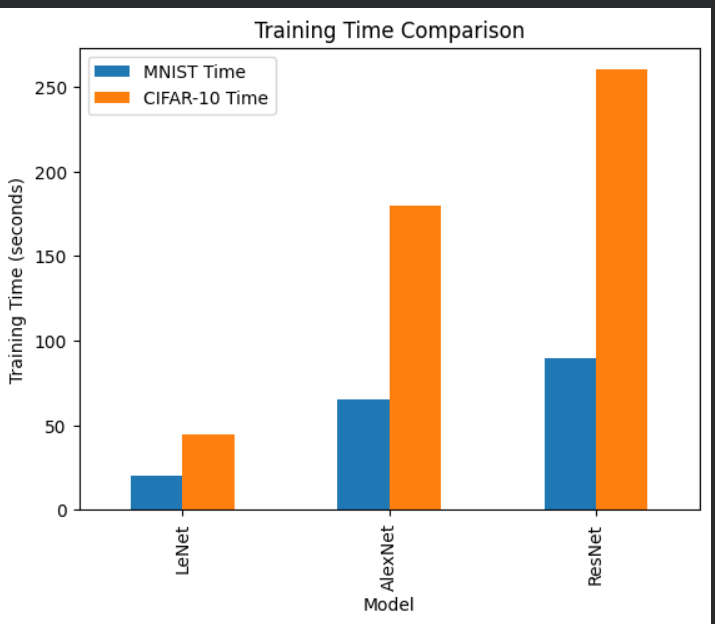 Training Time Comparison
MNIST Time
CIFAR-10 Time
Training Time (seconds)
250
200
150
100
50
0
LeNet
AlexNet
ResNet
Model